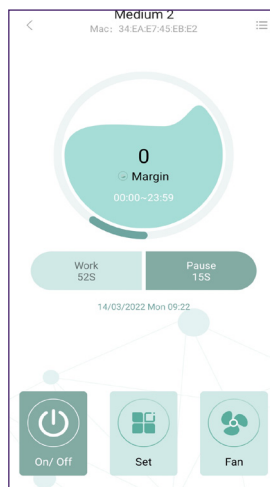 Medium 2
Mac: 34:EA:E7:45:EB:E2
0
Margin
00:00~23:59
Work
52S
Pause
15S
14/03/2022 Mon 09:22
On/ Off
Set
Fan